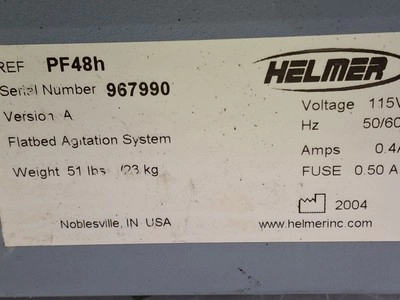 REF PF48h
HELMER
Serial Number 967990
Version A
Voltage 115V
Hz 50/60
Flatbed Agitation System
Amps 0.4A
Weight 51 lbs /23 kg
FUSE 0.50 A
2004
Noblesville, IN USA
www.helmerinc.com